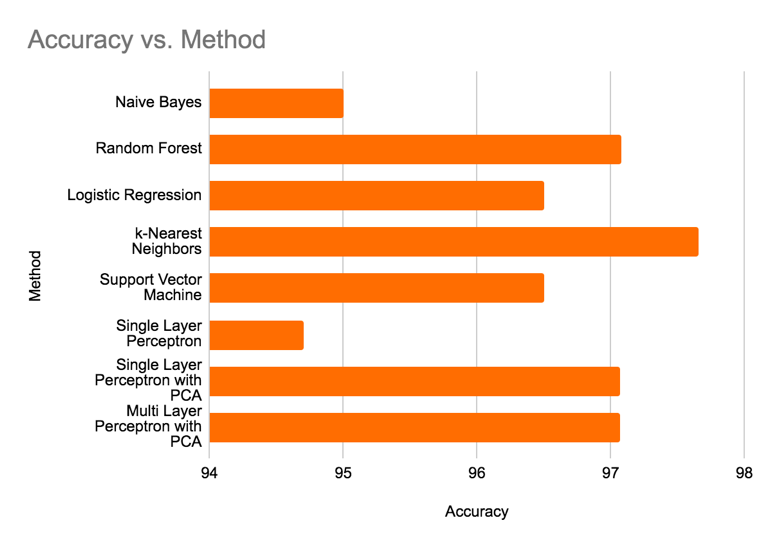 Accuracy vs. Method
Naive Bayes
Random Forest
Logistic Regression
k-Nearest
Neighbors
Support Vector
Machine
Single Layer
Perceptron
Single Layer
Perceptron with
PCA
Multi Layer
Perceptron with
PCA
Method
94
95
96
97
98
Accuracy